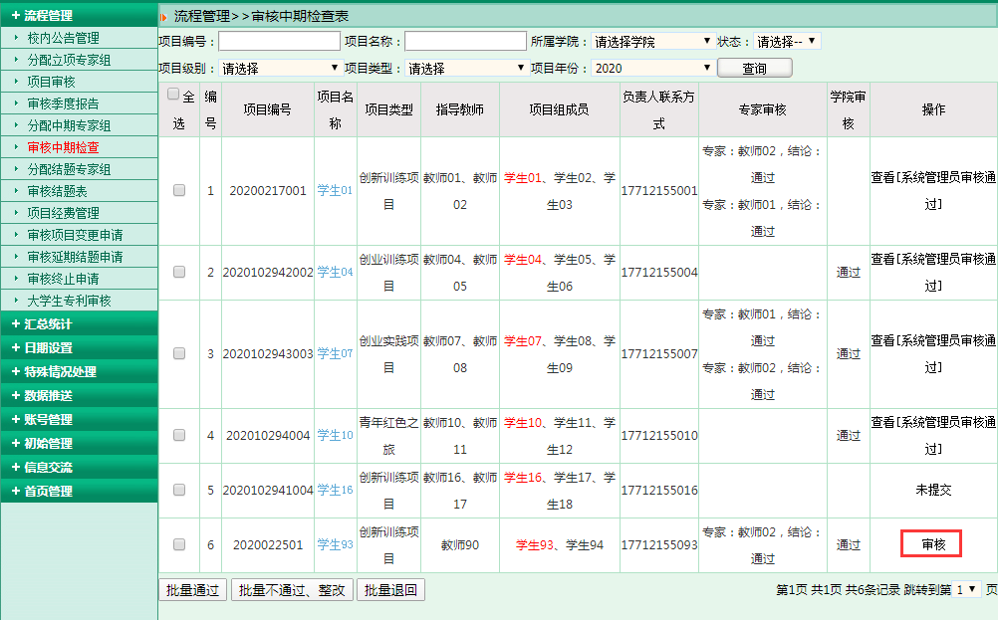 + 流程管理
校内公告管理
分配立项专家组
项目审核
审核季度报告
分配中期专家组
审核中期检查
分配结题专家组
审核结题表
项目经费管理
审核项目变更申请
审核延期结题申请
审核终止申请
大学生专利审核
+ 汇总统计
+ 日期设置
+ 特殊情况处理
+ 数据推送
+ 账号管理
+ 初始管理
+ 信息交流
+ 首页管理
流程管理>>审核中期检查表
项目编号： 项目名称： 所属学院： 请选择学院 状态： 请选择--
项目级别： 请选择 项目类型： 请选择 项目年份： 2020 查询
全选 编号 项目编号 项目名称 项目类型 指导教师 项目组成员 负责人联系方式 专家审核 学院审核 操作
1 20200217001 学生01 创新训练项目 教师01、教师02 学生01、学生02、学生03 17712155001 专家：教师02，结论：通过 专家：教师01，结论：通过 查看[系统管理员审核通过]
2 2020102942002 学生04 创业训练项目 教师04、教师05 学生04、学生05、学生06 17712155004 通过 查看[系统管理员审核通过]
3 2020102943003 学生07 创业实践项目 教师07、教师08 学生07、学生08、学生09 17712155007 专家：教师01，结论：通过 专家：教师02，结论：通过 通过 查看[系统管理员审核通过]
4 202010294004 学生10 青年红色之旅 教师10、教师11 学生10、学生11、学生12 17712155010 通过 查看[系统管理员审核通过]
5 2020102941004 学生16 创新训练项目 教师16、教师17 学生16、学生17、学生18 17712155016 未提交
6 2020022501 学生93 创新训练项目 教师90 学生93、学生94 17712155093 专家：教师02，结论：通过 通过 审核
批量通过 批量不通过、整改 批量退回 第1页 共1页 共6条记录 跳转到第 1 页